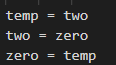 temp = two
two = zero
zero = temp